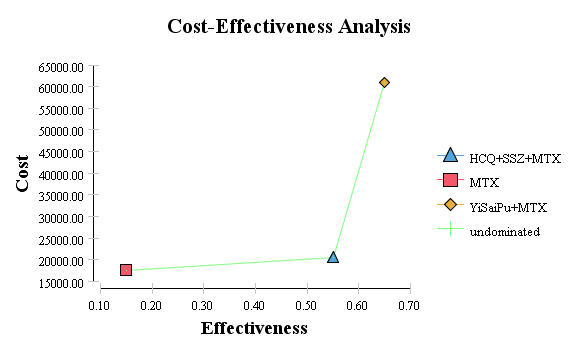 Cost-Effectiveness Analysis
65000.00
60000.00
55000.00
50000.00
45000.00
40000.00
35000.00
30000.00
25000.00
20000.00
15000.00
Cost
0.10 0.20 0.30 0.40 0.50 0.60 0.70
Effectiveness
HCQ+SSZ+MTX
MTX
YiSaiPu+MTX
undominated